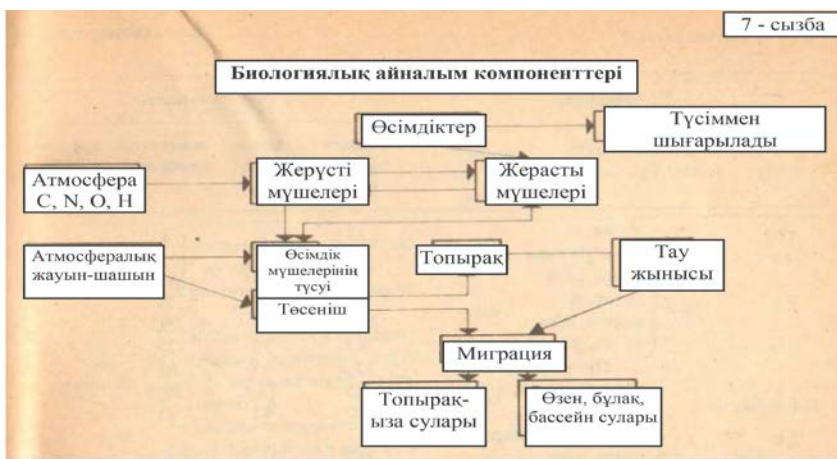 7 - сызба
Биологиялық айналым компоненттері
Өсімдіктер
Түсіммен
шығарылады
Атмосфера
C, N, O, H
Жерүсті
мүшелері
Жерасты
мүшелері
Атмосфералық
жауын-шашын
Өсімдік
мүшелерінің
түсуі
Төсеніш
Топырақ
Тау
жынысы
Миграция
Топырақ-
ыза сулары
Өзен, бұлақ,
бассейн сулары